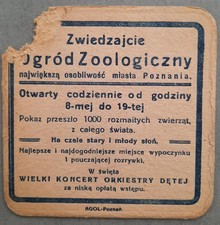 Zwiedzajcie
Ogród Zoologiczny
największą osobliwość miasta Poznania.
Otwarty codziennie od godziny
8-mej do 19-tej
Pokaz przeszło 1000 rozmaitych zwierząt,
z całego świata.
Na czele stary i młody słoń.
Najlepsze i najdogodniejsze miejsce wypoczynku
i pouczającej rozrywki.
W święta
WIELKI KONCERT ORKIESTRY DĘTEJ
za niską opłatą wstępu.
ROOL-Poznań